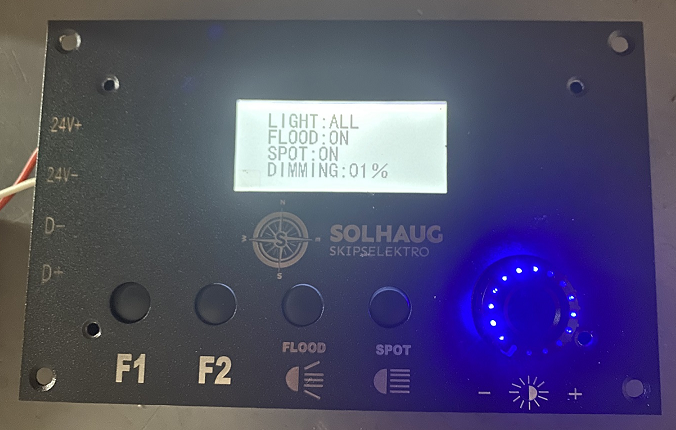 LIGHT:ALL
FLOOD:ON
SPOT:ON
DIMMING:01%
24V+
24V-
D-
D+
N
W
S
E
S
SOLHAUG
SKIPSELEKTRO
F1
F2
FLOOD
SPOT
- +